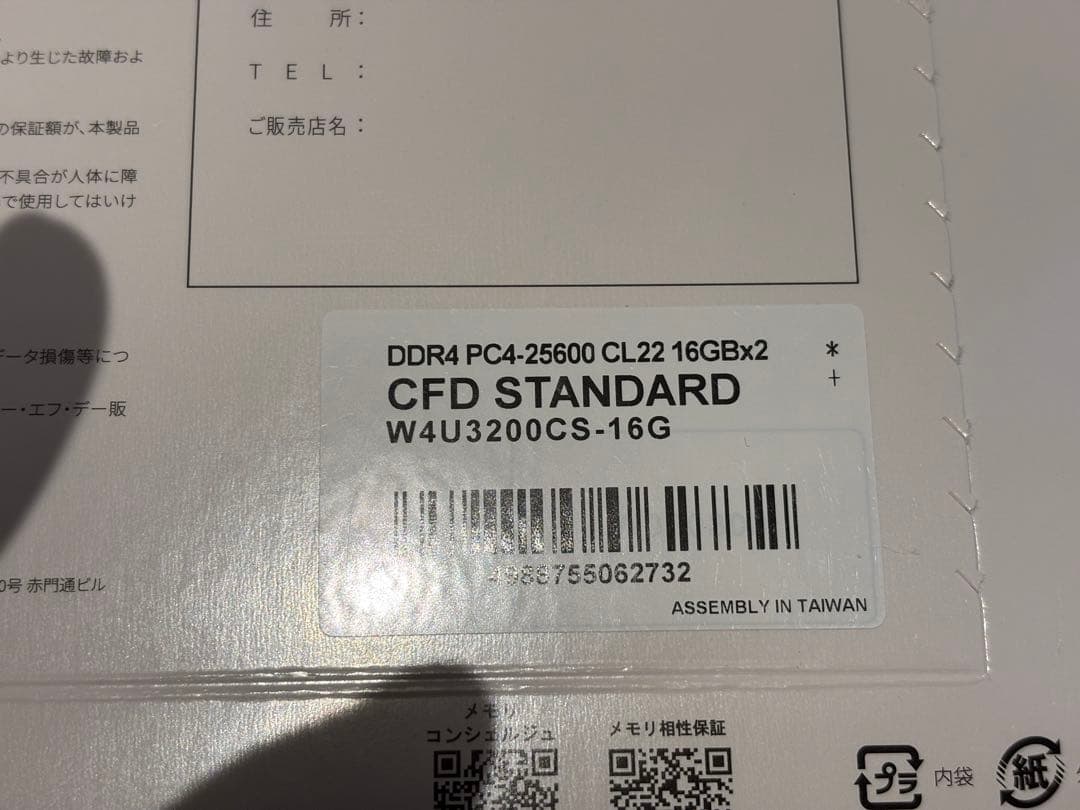 住　　所：
より生じた故障およ
T E L ：
の保証額が、本製品
ご販売店名：
不具合が人体に障
で使用してはいけ
データ損傷等につ
DDR4 PC4-25600 CL22 16GBx2 *
CFD STANDARD +
ー・エフ・デー販
W4U3200CS-16G
4988755062732
0号 赤門通ビル
ASSEMBLY IN TAIWAN
メモリ
コンシェルジュ
メモリ相性保証
プラ
内袋
紙